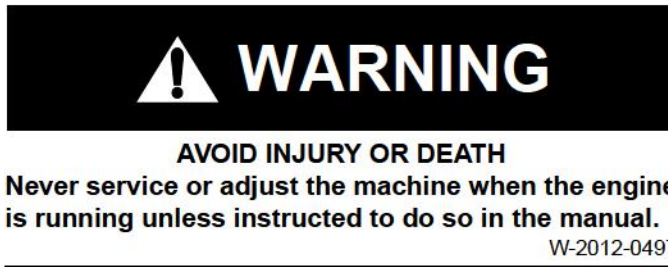 WARNING
AVOID INJURY OR DEATH
Never service or adjust the machine when the engine
is running unless instructed to do so in the manual.
W-2012-0497